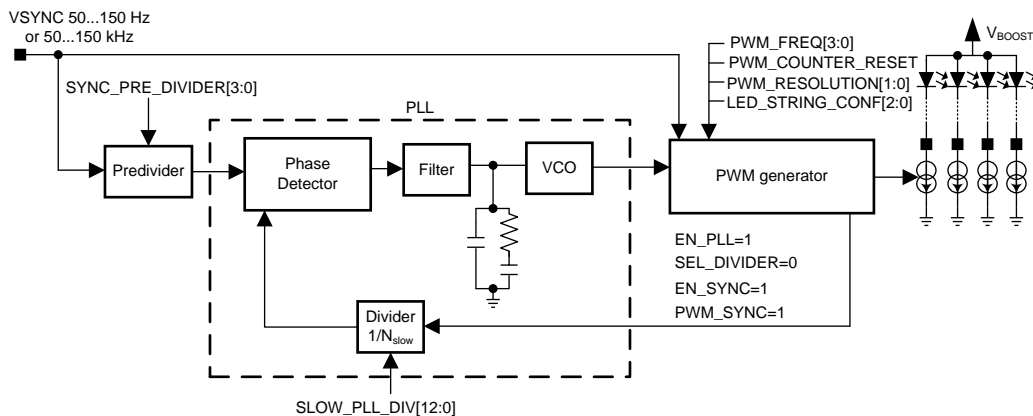 VSYNC 50...150 Hz
or 50...150 kHz
SYNC_PRE_DIVIDER[3:0]
PLL
PWM_FREQ[3:0]
PWM_COUNTER_RESET
PWM_RESOLUTION[1:0]
LED_STRING_CONF[2:0]
VBOOST
Predivider
Phase
Detector
Filter
VCO
PWM generator
EN_PLL=1
SEL_DIVIDER=0
EN_SYNC=1
PWM_SYNC=1
Divider
1/Nslow
SLOW_PLL_DIV[12:0]